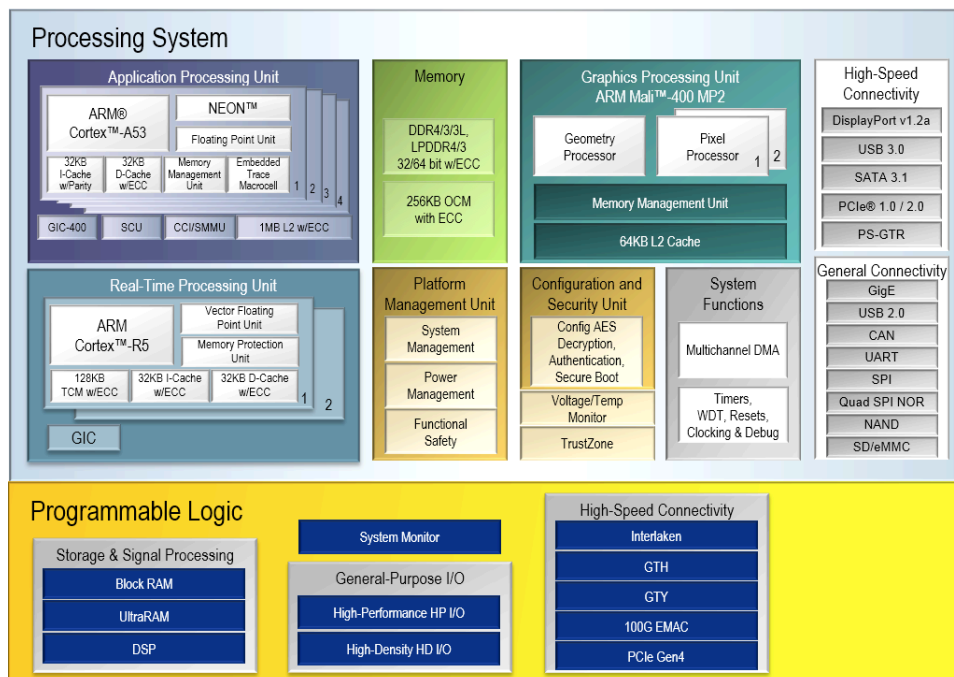 Processing System
Application Processing Unit
ARM®
Cortex™-A53
NEON™
Floating Point Unit
32KB
I-Cache
w/Parity
32KB
D-Cache
w/ECC
Memory
Management
Unit
Embedded
Trace
Macrocell
1
2
3
4
GIC-400
SCU
CCI/SMMU
1MB L2 w/ECC
Memory
DDR4/3/3L,
LPDDR4/3
32/64 bit w/ECC
256KB OCM
with ECC
Graphics Processing Unit
ARM Mali™-400 MP2
Geometry
Processor
Pixel
Processor
1
2
Memory Management Unit
64KB L2 Cache
High-Speed
Connectivity
DisplayPort v1.2a
USB 3.0
SATA 3.1
PCIe® 1.0 / 2.0
PS-GTR
Real-Time Processing Unit
ARM
Cortex™-R5
Vector Floating
Point Unit
Memory Protection
Unit
128KB
TCM w/ECC
32KB I-Cache
w/ECC
32KB D-Cache
w/ECC
1
2
GIC
Platform
Management Unit
System
Management
Power
Management
Functional
Safety
Configuration and
Security Unit
Config AES
Decryption,
Authentication,
Secure Boot
Voltage/Temp
Monitor
TrustZone
System
Functions
Multichannel DMA
Timers,
WDT, Resets,
Clocking & Debug
General Connectivity
GigE
USB 2.0
CAN
UART
SPI
Quad SPI NOR
NAND
SD/eMMC
Programmable Logic
Storage & Signal Processing
Block RAM
UltraRAM
DSP
System Monitor
General-Purpose I/O
High-Performance HP I/O
High-Density HD I/O
High-Speed Connectivity
Interlaken
GTH
GTY
100G EMAC
PCIe Gen4